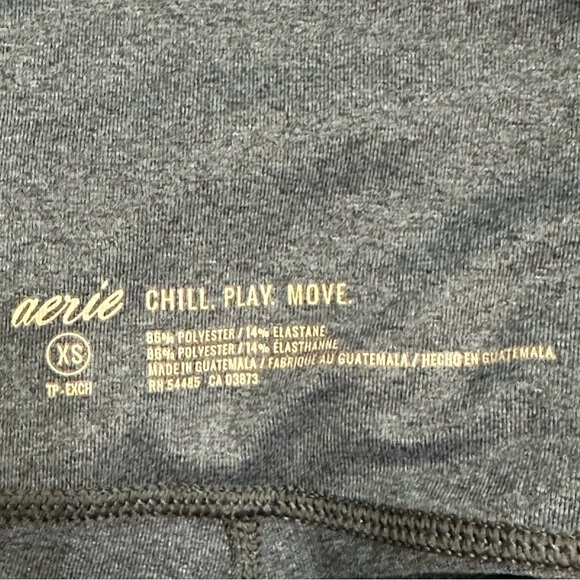 aerie CHILL. PLAY. MOVE.
XS
TP-EXCH
86% POLYESTER / 14% ELASTANE
86% POLYESTER / 14% ÉLASTHANNE
MADE IN GUATEMALA / FABRIQUÉ AU GUATEMALA / HECHO EN GUATEMALA
RN 54485 CA 03873